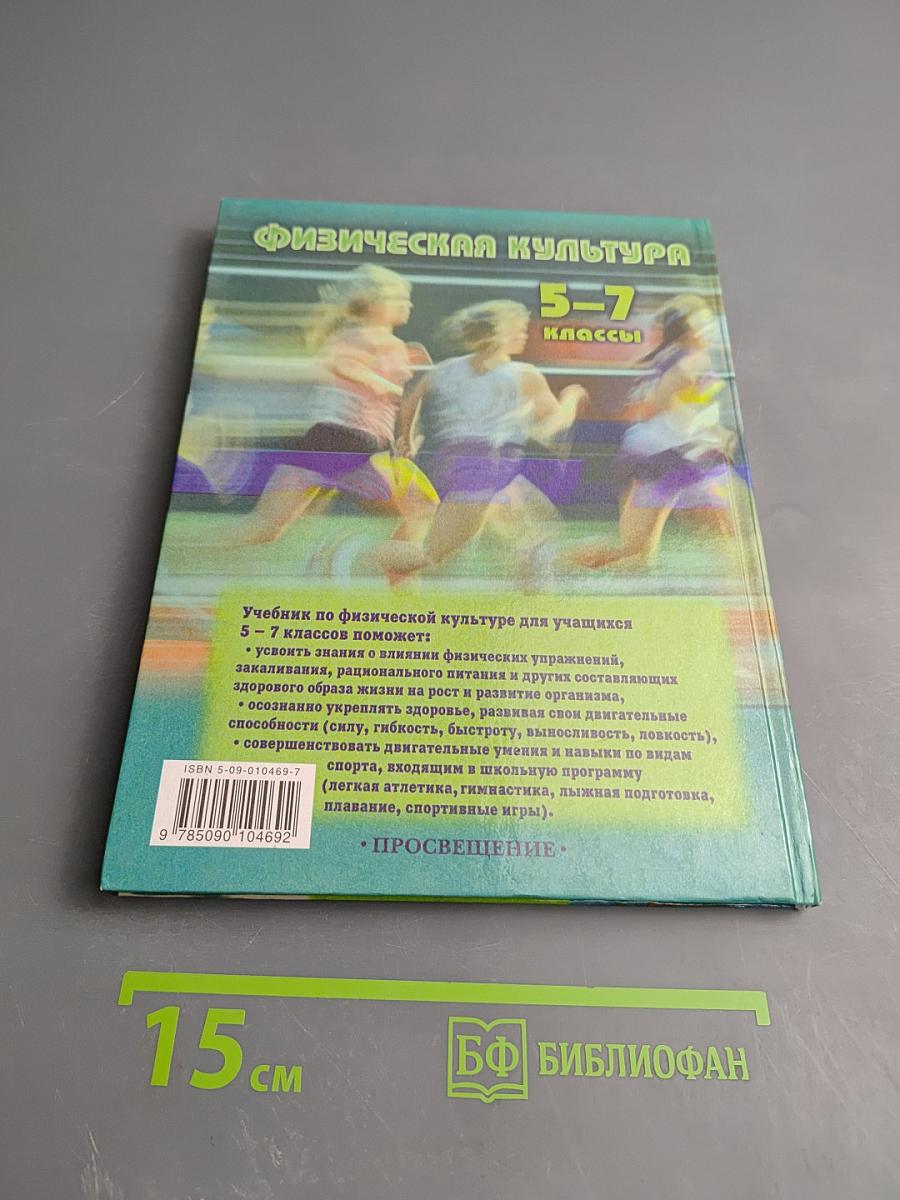 ФИЗИЧЕСКАЯ КУЛЬТУРА
5–7
классы
Учебник по физической культуре для учащихся
5 – 7 классов поможет:
• усвоить знания о влиянии физических упражнений,
закаливания, рационального питания и других составляющих
здорового образа жизни на рост и развитие организма,
• осознанно укреплять здоровье, развивая свои двигательные
способности (силу, гибкость, быстроту, выносливость, ловкость),
• совершенствовать двигательные умения и навыки по видам
спорта, входящим в школьную программу
(легкая атлетика, гимнастика, лыжная подготовка,
плавание, спортивные игры).
ISBN 5-09-010469-7
9 785090 104692
• ПРОСВЕЩЕНИЕ •
15 см
БФ БИБЛИОФАН